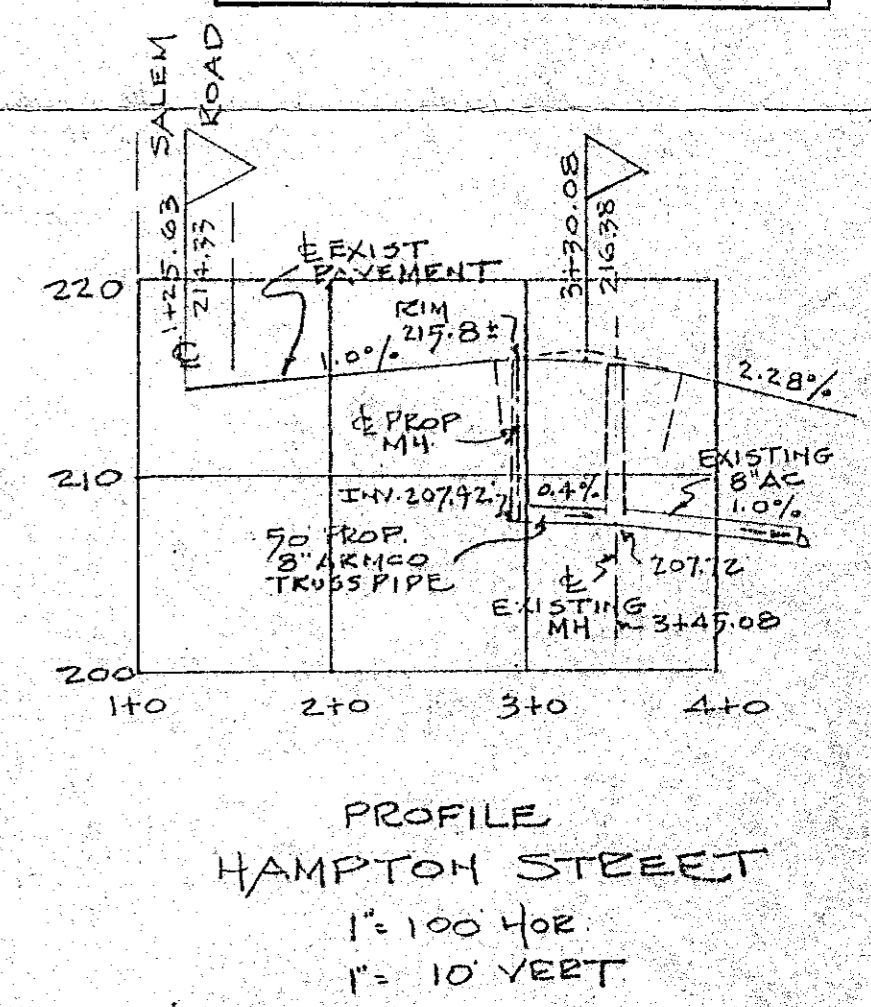 SALEM
ROAD
1+25.63
214.33
3+30.08
216.38
℄ EXIST
PAVEMENT
220
RIM
215.8±
1.0%
2.28%
℄ PROP
MH
EXISTING
8" AC
1.0%
210
INV. 207.92
0.4%
50' PROP.
8" ARMCO
TRUSS PIPE
207.72
℄
EXISTING
MH
3+45.08
200
1+0
2+0
3+0
4+0
PROFILE
HAMPTON STREET
1"= 100' HOR.
1"= 10' VERT